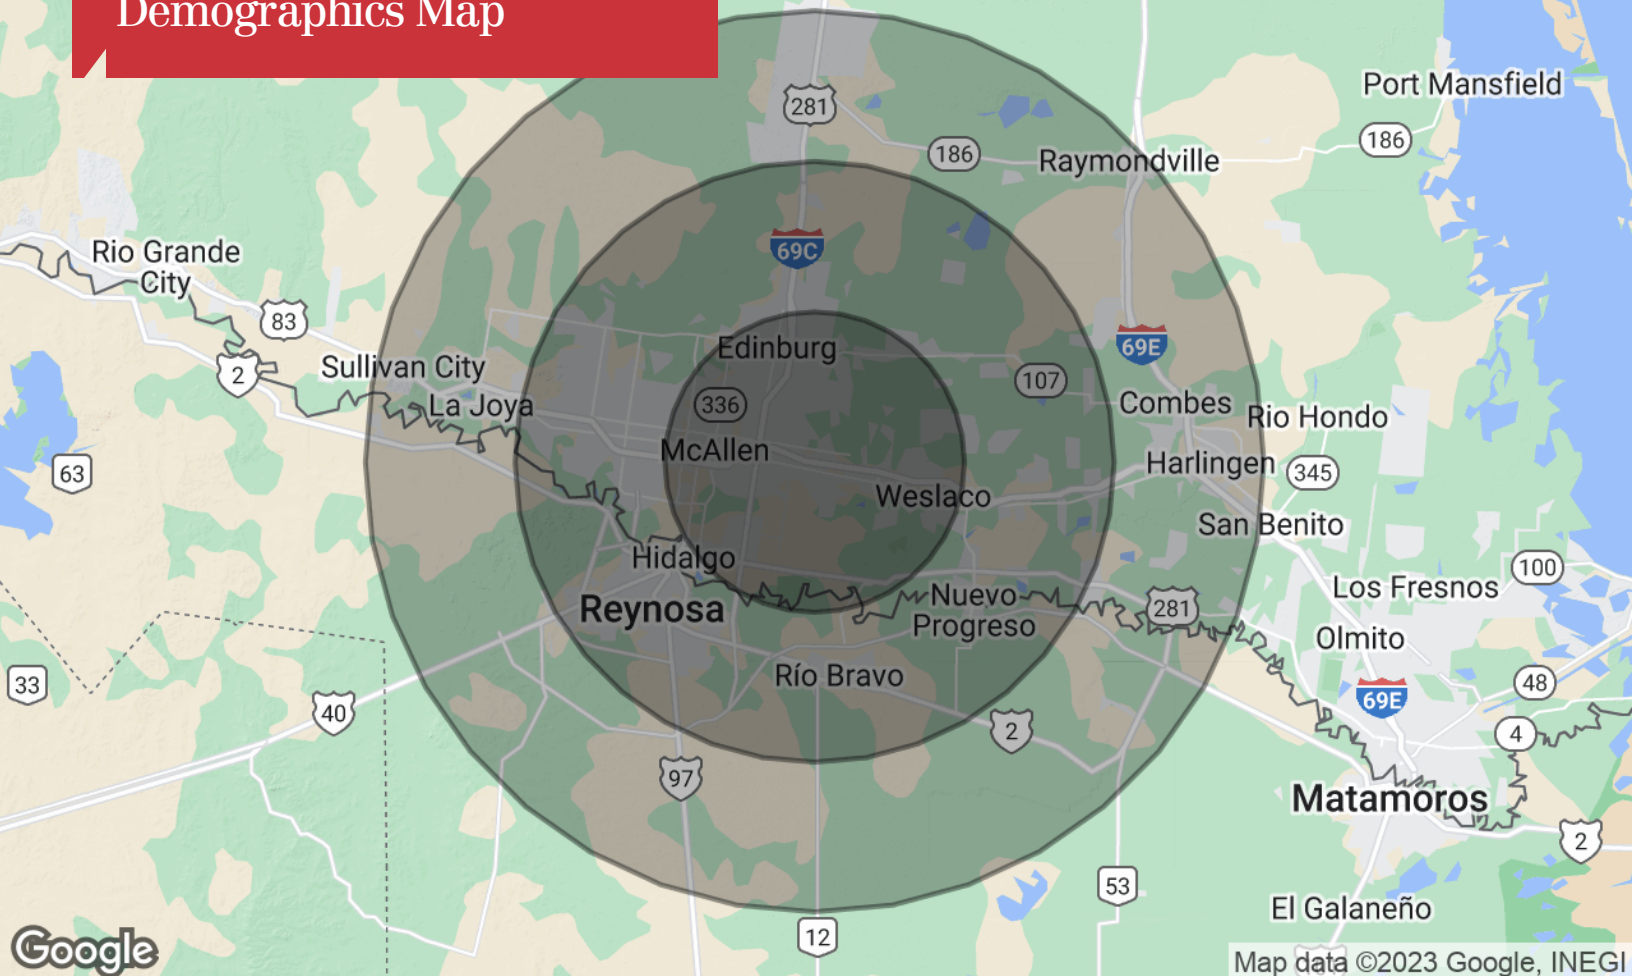 Demographics Map
281
Port Mansfield
186
186
Raymondville
69C
Rio Grande
City
83
69E
Edinburg
Sullivan City
2
107
336
La Joya
Combes
Rio Hondo
McAllen
Harlingen
63
345
Weslaco
San Benito
Hidalgo
100
Los Fresnos
Nuevo
Progreso
281
Reynosa
Olmito
Río Bravo
33
48
69E
40
2
4
97
Matamoros
2
53
El Galaneño
12
Google
Map data ©2023 Google, INEGI